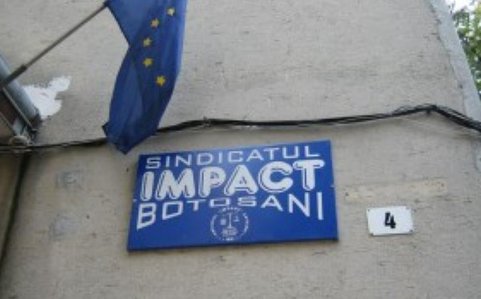 SINDICATUL
IMPACT
BOTOSANI
4